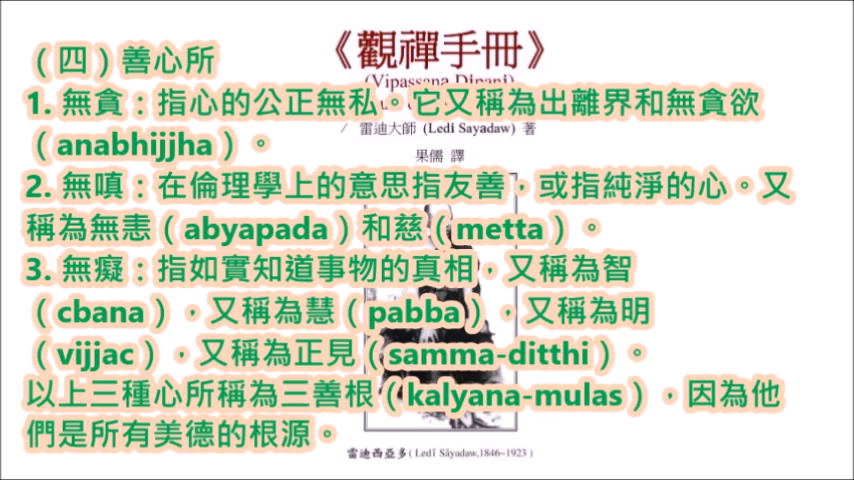 《觀禪手冊》
(Vipassana Dipani)
（四）善心所
1. 無貪：指心的公正無私。它又稱為出離界和無貪欲
（anabhijjha）。
/ 雷迪大師 (Ledi Sayadaw) 著
果儒 譯
2. 無嗔：在倫理學上的意思指友善，或指純淨的心。又
稱為無恚（abyapada）和慈（metta）。
3. 無癡：指如實知道事物的真相，又稱為智
（cbana），又稱為慧（pabba），又稱為明
（vijjac），又稱為正見（samma-ditthi）。
以上三種心所稱為三善根（kalyana-mulas），因為他
們是所有美德的根源。
雷迪西亞多 ( Ledī Sāyadaw,1846–1923 )